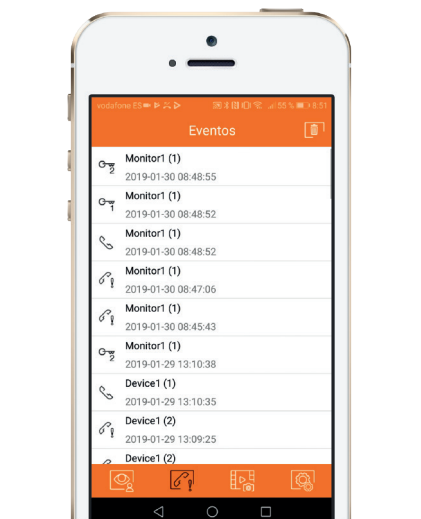 vodafone ES 55 % 8:51
Eventos
Monitor1 (1)
2019-01-30 08:48:55
2
Monitor1 (1)
2019-01-30 08:48:52
1
Monitor1 (1)
2019-01-30 08:48:52
Monitor1 (1)
2019-01-30 08:47:06
Monitor1 (1)
2019-01-30 08:45:43
Monitor1 (1)
2019-01-29 13:10:38
2
Device1 (1)
2019-01-29 13:10:35
Device1 (2)
2019-01-29 13:09:25
Device1 (2)